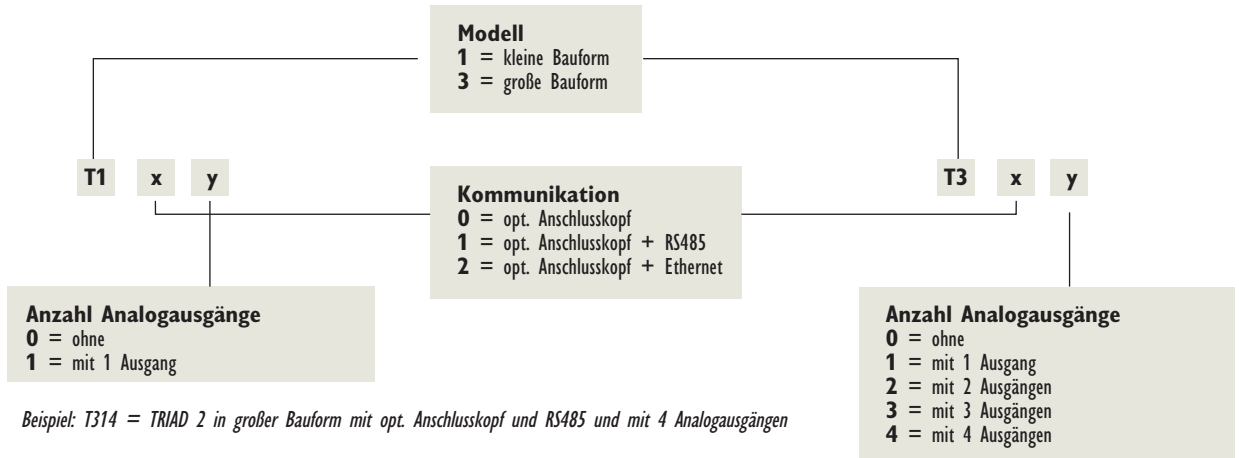 Modell
1 = kleine Bauform
3 = große Bauform
T1 x y
T3 x y
Kommunikation
0 = opt. Anschlusskopf
1 = opt. Anschlusskopf + RS485
2 = opt. Anschlusskopf + Ethernet
Anzahl Analogausgänge
0 = ohne
1 = mit 1 Ausgang
Anzahl Analogausgänge
0 = ohne
1 = mit 1 Ausgang
2 = mit 2 Ausgängen
3 = mit 3 Ausgängen
4 = mit 4 Ausgängen
Beispiel: T314 = TRIAD 2 in großer Bauform mit opt. Anschlusskopf und RS485 und mit 4 Analogausgängen